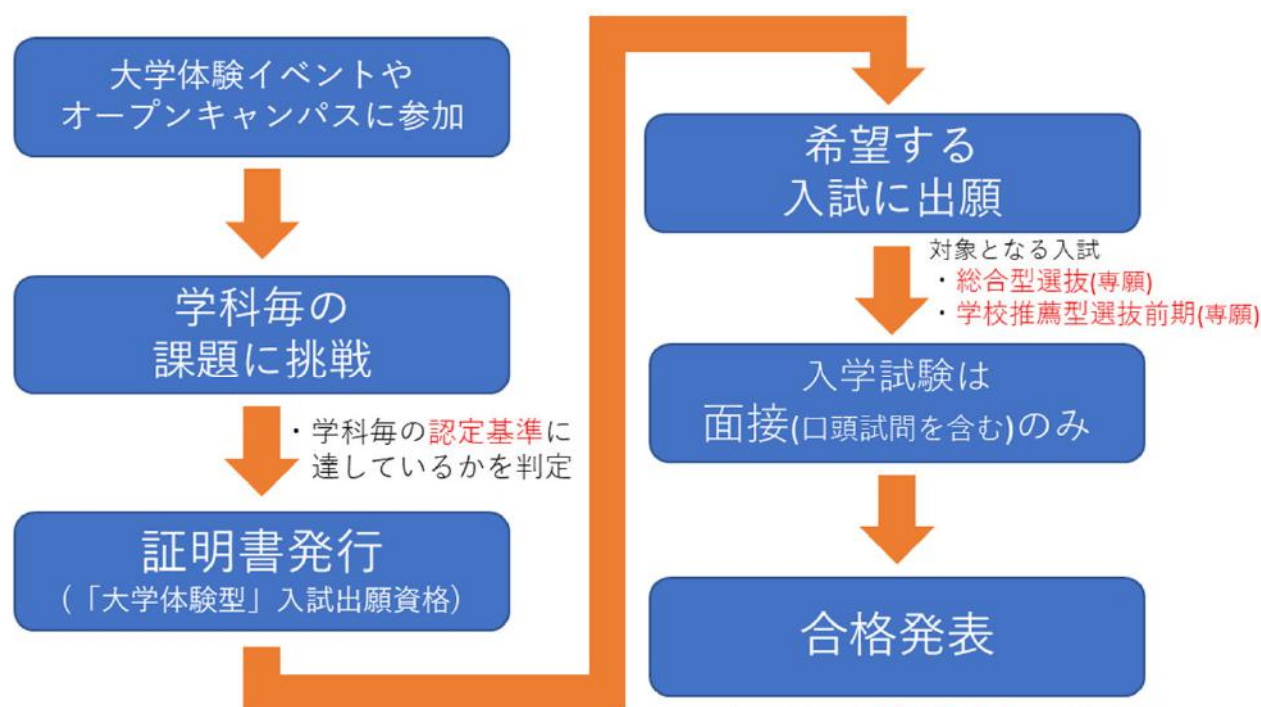 大学体験イベントや
オープンキャンパスに参加
学科毎の
課題に挑戦
・学科毎の認定基準に
達しているかを判定
証明書発行
(「大学体験型」入試出願資格)
希望する
入試に出願
対象となる入試
・総合型選抜(専願)
・学校推薦型選抜前期(専願)
入学試験は
面接(口頭試問を含む)のみ
合格発表